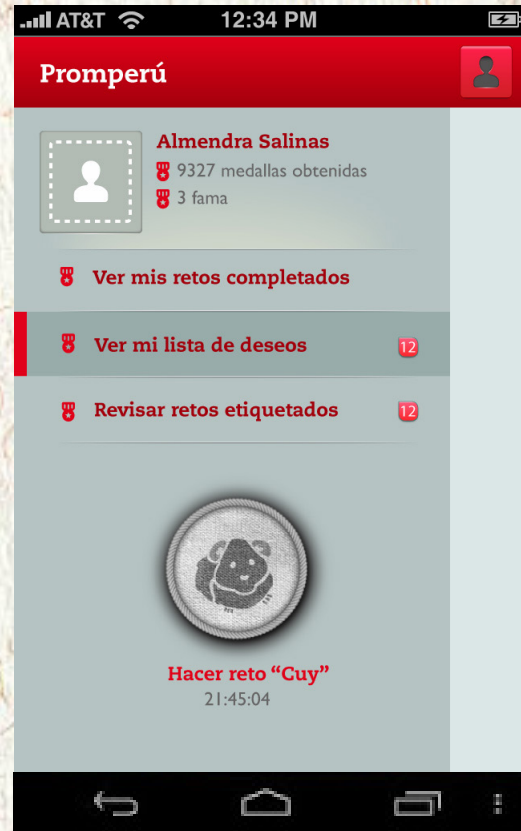 AT&T 12:34 PM
Promperú
Almendra Salinas
9327 medallas obtenidas
3 fama
Ver mis retos completados
Ver mi lista de deseos 12
Revisar retos etiquetados 12
Hacer reto “Cuy”
21:45:04